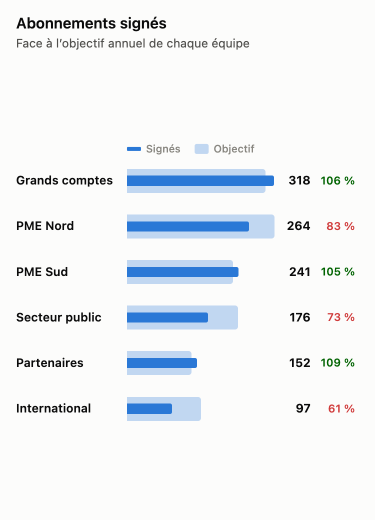 Abonnements signés
Face à l’objectif annuel de chaque équipe
Signés Objectif
Grands comptes 318 106 %
PME Nord 264 83 %
PME Sud 241 105 %
Secteur public 176 73 %
Partenaires 152 109 %
International 97 61 %